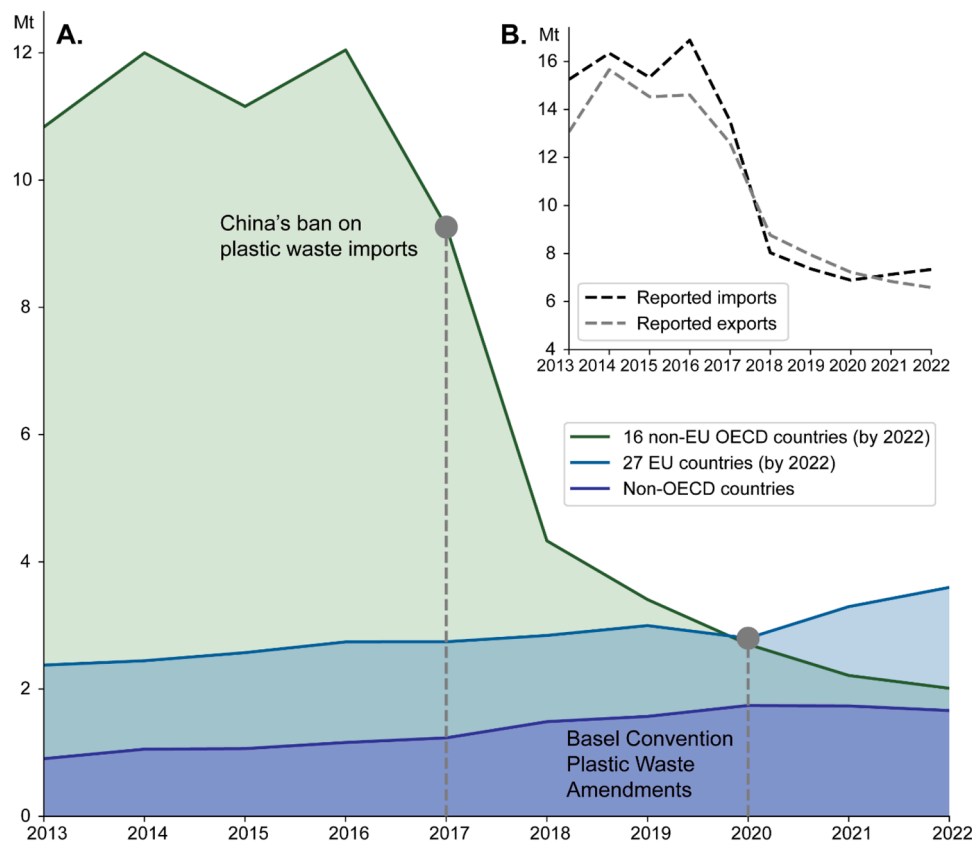 Mt
A.
12
10
8
6
4
2
0
China’s ban on
plastic waste imports
Basel Convention
Plastic Waste
Amendments
2013 2014 2015 2016 2017 2018 2019 2020 2021 2022
B.
Mt
16
14
12
10
8
6
4
Reported imports
Reported exports
2013 2014 2015 2016 2017 2018 2019 2020 2021 2022
16 non-EU OECD countries (by 2022)
27 EU countries (by 2022)
Non-OECD countries